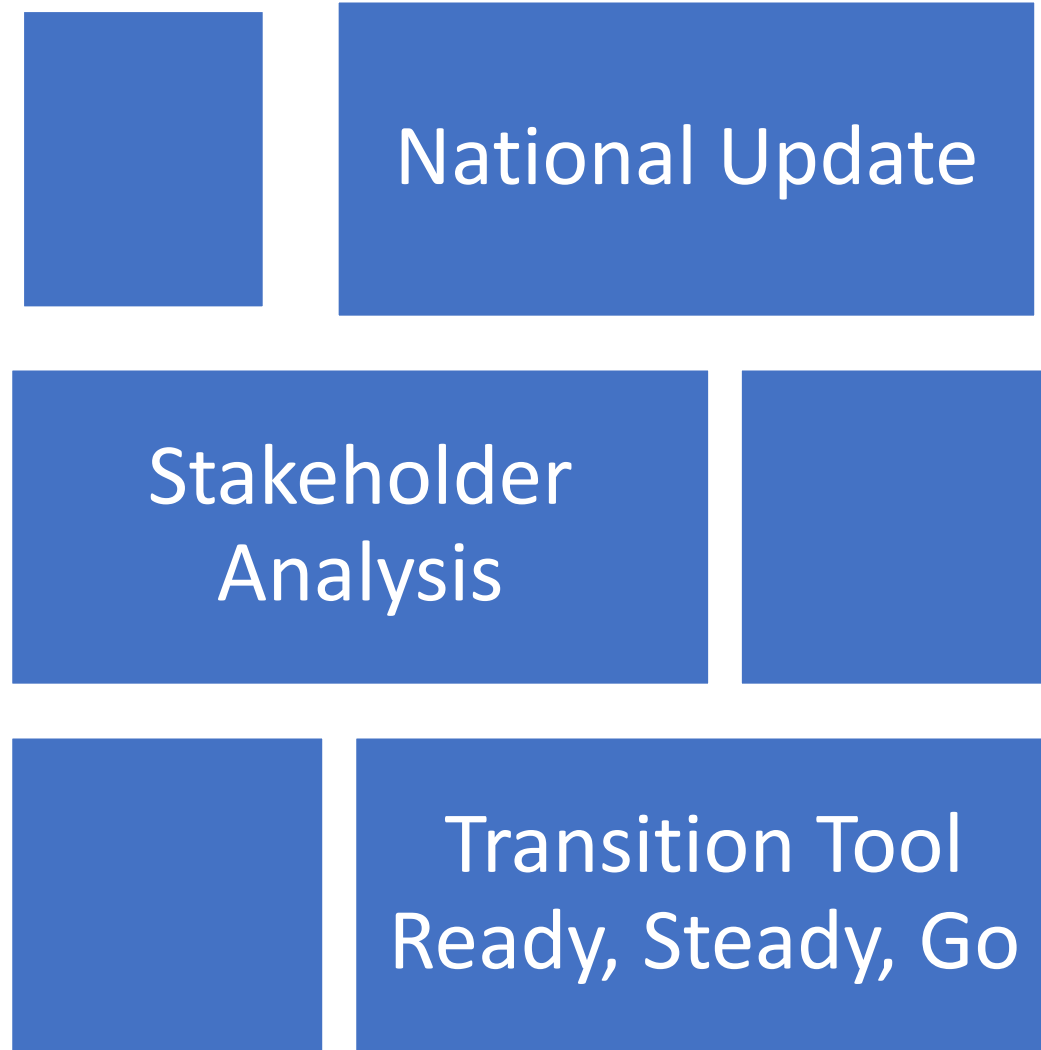 National Update
Stakeholder
Analysis
Transition Tool
Ready, Steady, Go